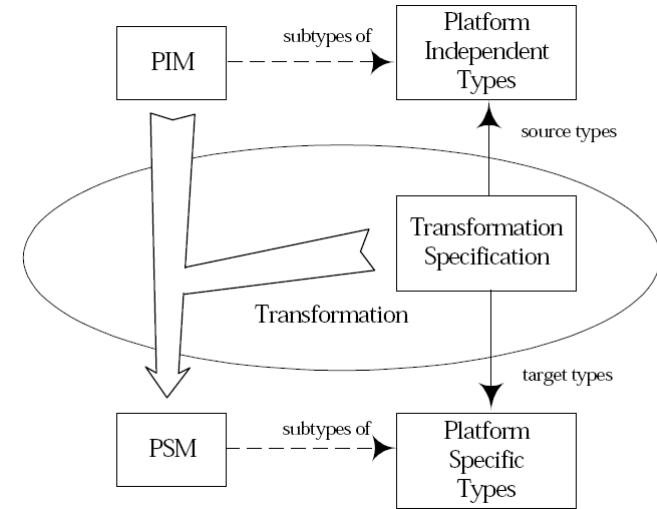 PIM
subtypes of
Platform
Independent
Types
source types
Transformation
Specification
Transformation
target types
PSM
subtypes of
Platform
Specific
Types